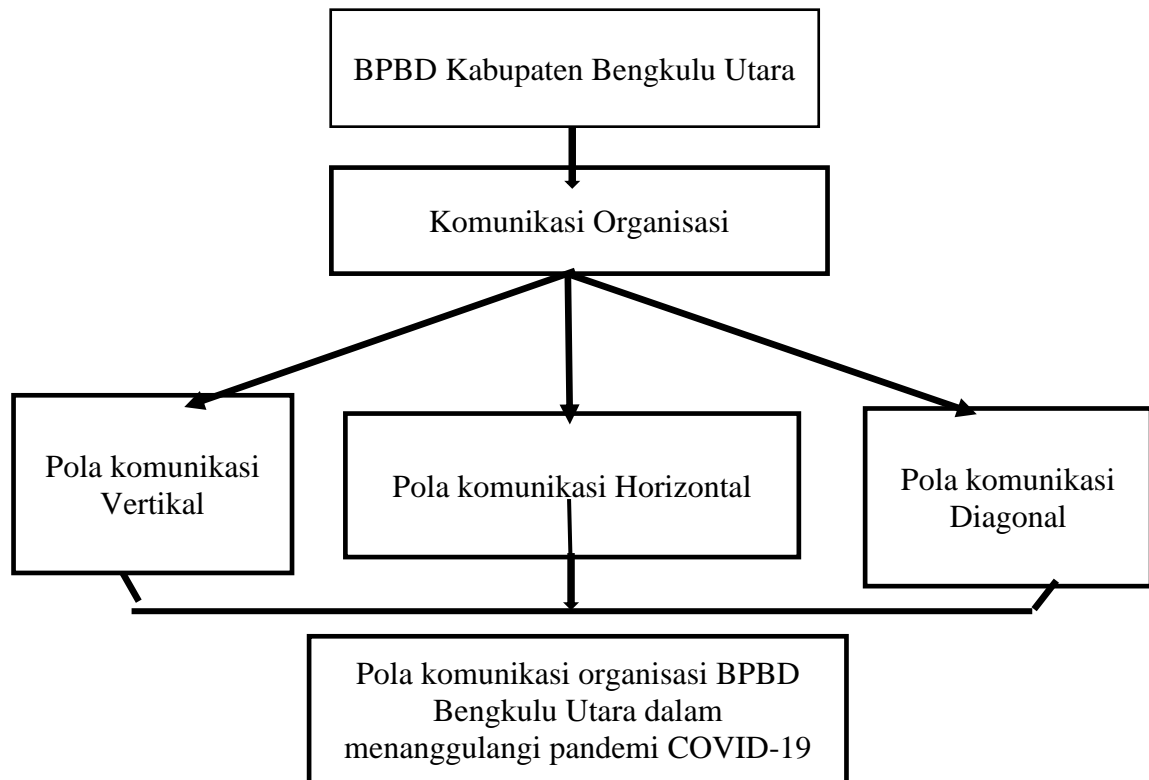 BPBD Kabupaten Bengkulu Utara
Komunikasi Organisasi
Pola komunikasi
Vertikal
Pola komunikasi Horizontal
Pola komunikasi
Diagonal
Pola komunikasi organisasi BPBD
Bengkulu Utara dalam
menanggulangi pandemi COVID-19